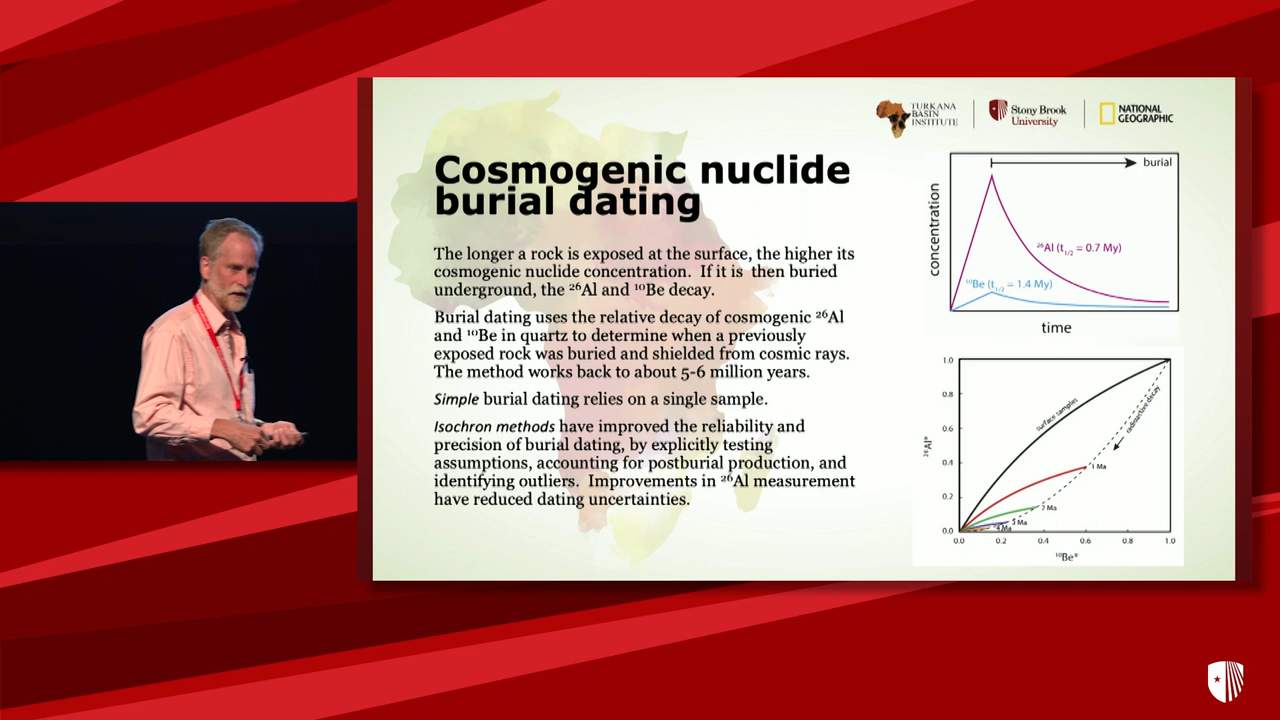 TURKANA
BASIN
INSTITUTE
Stony Brook
University
NATIONAL
GEOGRAPHIC
Cosmogenic nuclide
burial dating
The longer a rock is exposed at the surface, the higher its
cosmogenic nuclide concentration. If it is then buried
underground, the ²⁶Al and ¹⁰Be decay.
Burial dating uses the relative decay of cosmogenic ²⁶Al
and ¹⁰Be in quartz to determine when a previously
exposed rock was buried and shielded from cosmic rays.
The method works back to about 5-6 million years.
Simple burial dating relies on a single sample.
Isochron methods have improved the reliability and
precision of burial dating, by explicitly testing
assumptions, accounting for postburial production, and
identifying outliers. Improvements in ²⁶Al measurement
have reduced dating uncertainties.
burial
concentration
²⁶Al (t₁/₂ = 0.7 My)
¹⁰Be (t₁/₂ = 1.4 My)
time
1.0
0.8
0.6
0.4
0.2
0.0
²⁶Al*
surface samples
radioactive decay
1 Ma
2 Ma
3 Ma
4 Ma
0.0 0.2 0.4 0.6 0.8 1.0
¹⁰Be*